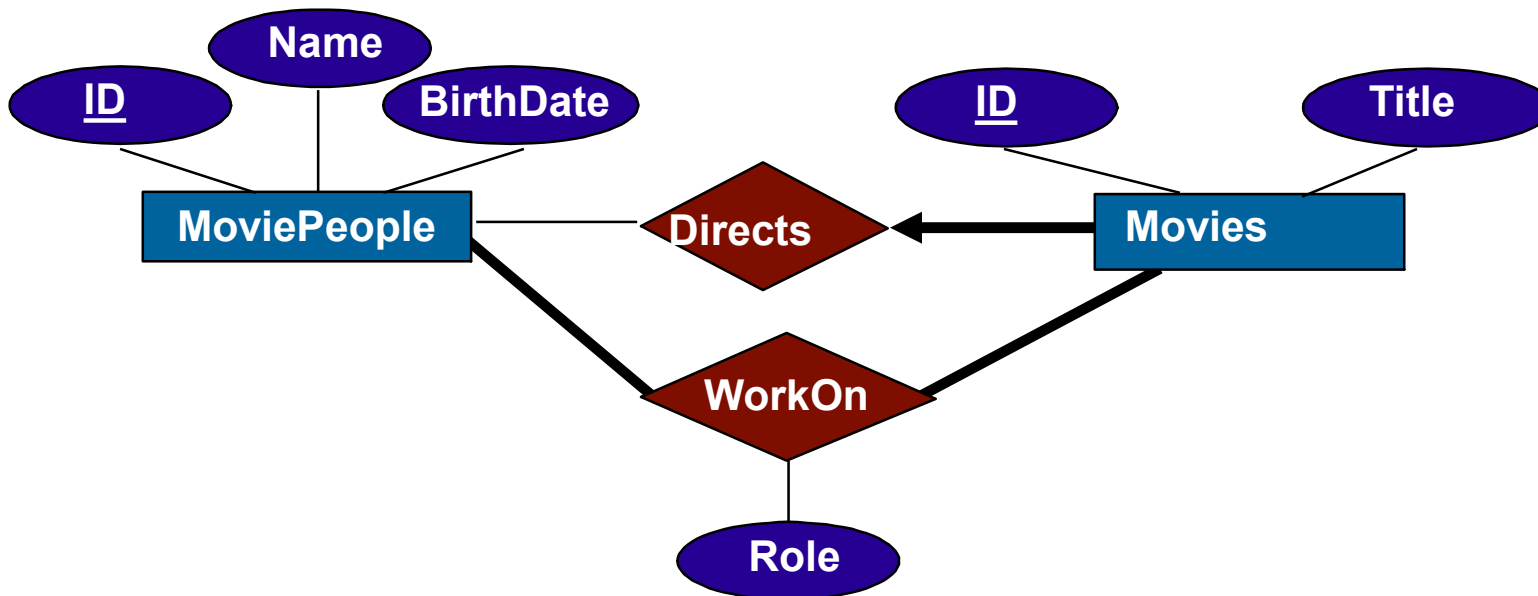 Name
ID
BirthDate
ID
Title
MoviePeople
Directs
Movies
WorkOn
Role